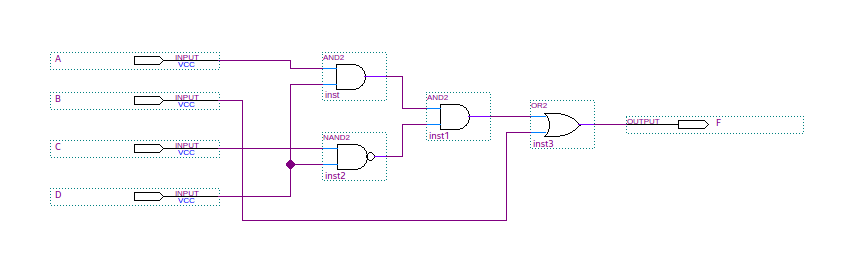 A
INPUT
VCC
B
INPUT
VCC
C
INPUT
VCC
D
INPUT
VCC
AND2
inst
NAND2
inst2
AND2
inst1
OR2
inst3
OUTPUT
F